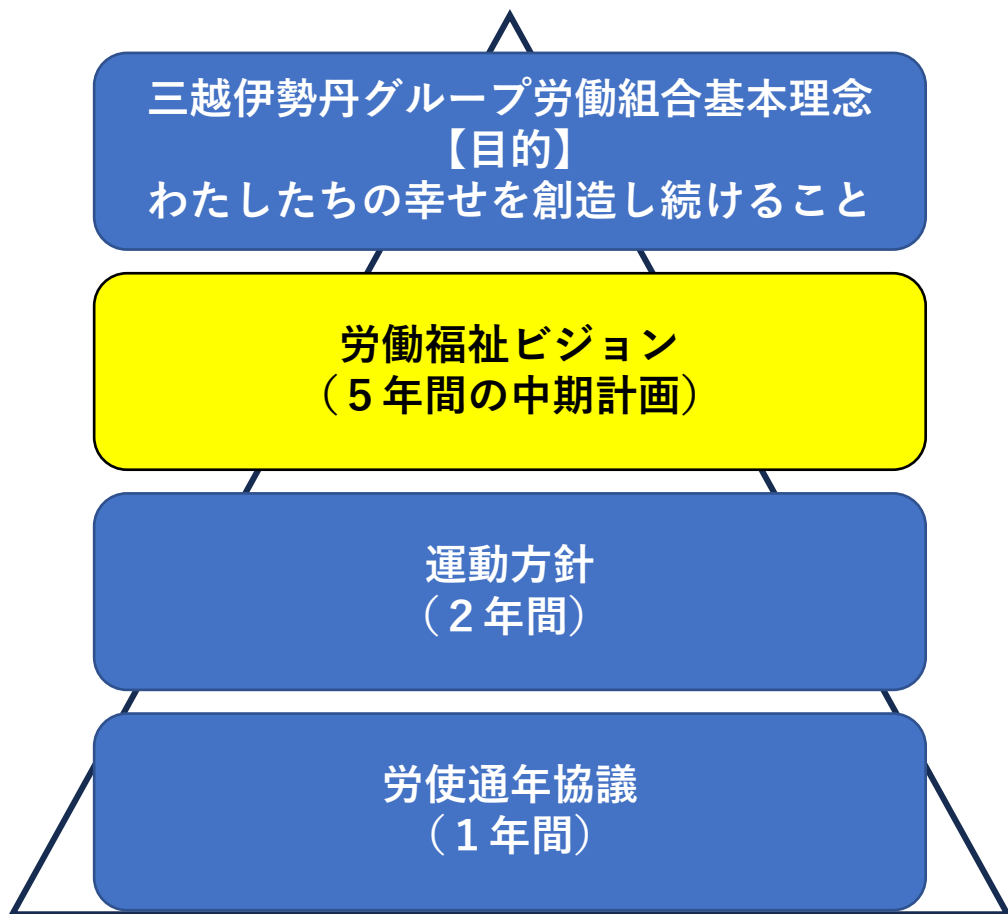 三越伊勢丹グループ労働組合基本理念
【目的】
わたしたちの幸せを創造し続けること
労働福祉ビジョン
（５年間の中期計画）
運動方針
（２年間）
労使通年協議
（１年間）